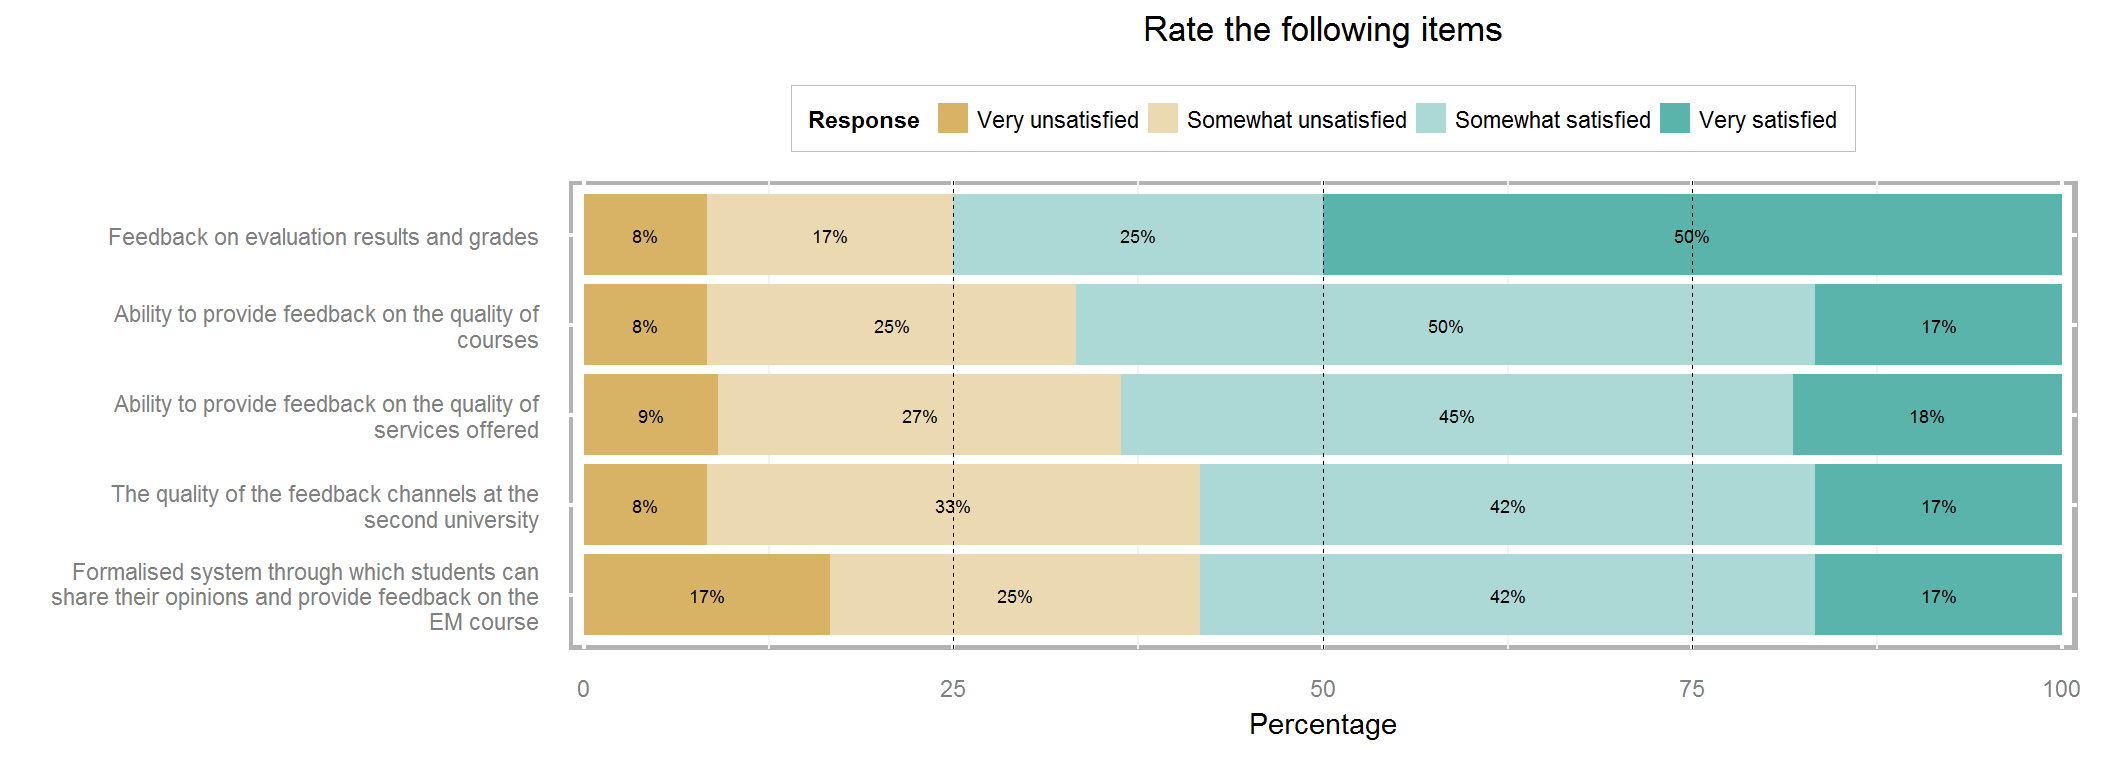 Rate the following items
Response Very unsatisfied Somewhat unsatisfied Somewhat satisfied Very satisfied
Feedback on evaluation results and grades
8% 17% 25% 50%
Ability to provide feedback on the quality of
courses
8% 25% 50% 17%
Ability to provide feedback on the quality of
services offered
9% 27% 45% 18%
The quality of the feedback channels at the
second university
8% 33% 42% 17%
Formalised system through which students can
share their opinions and provide feedback on the
EM course
17% 25% 42% 17%
0 25 50 75 100
Percentage